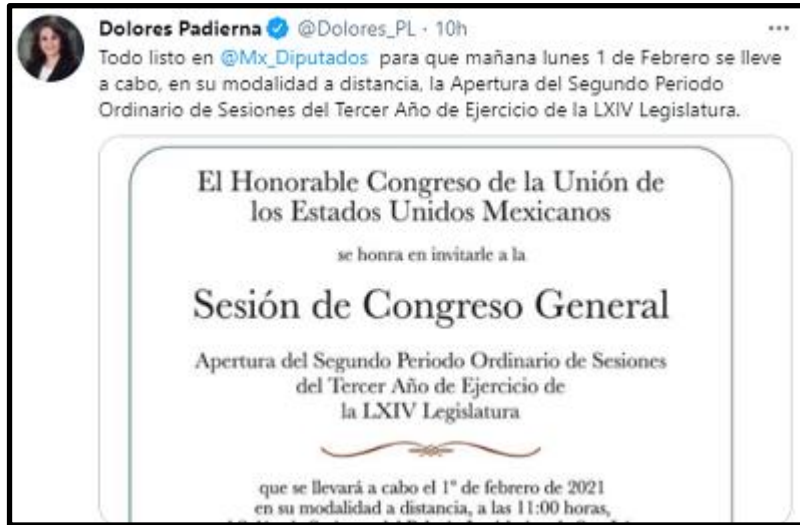 Dolores Padierna @Dolores_PL · 10h
Todo listo en @Mx_Diputados para que mañana lunes 1 de Febrero se lleve
a cabo, en su modalidad a distancia, la Apertura del Segundo Periodo
Ordinario de Sesiones del Tercer Año de Ejercicio de la LXIV Legislatura.
El Honorable Congreso de la Unión de
los Estados Unidos Mexicanos
se honra en invitarle a la
Sesión de Congreso General
Apertura del Segundo Periodo Ordinario de Sesiones
del Tercer Año de Ejercicio de
la LXIV Legislatura
que se llevará a cabo el 1º de febrero de 2021
en su modalidad a distancia, a las 11:00 horas,